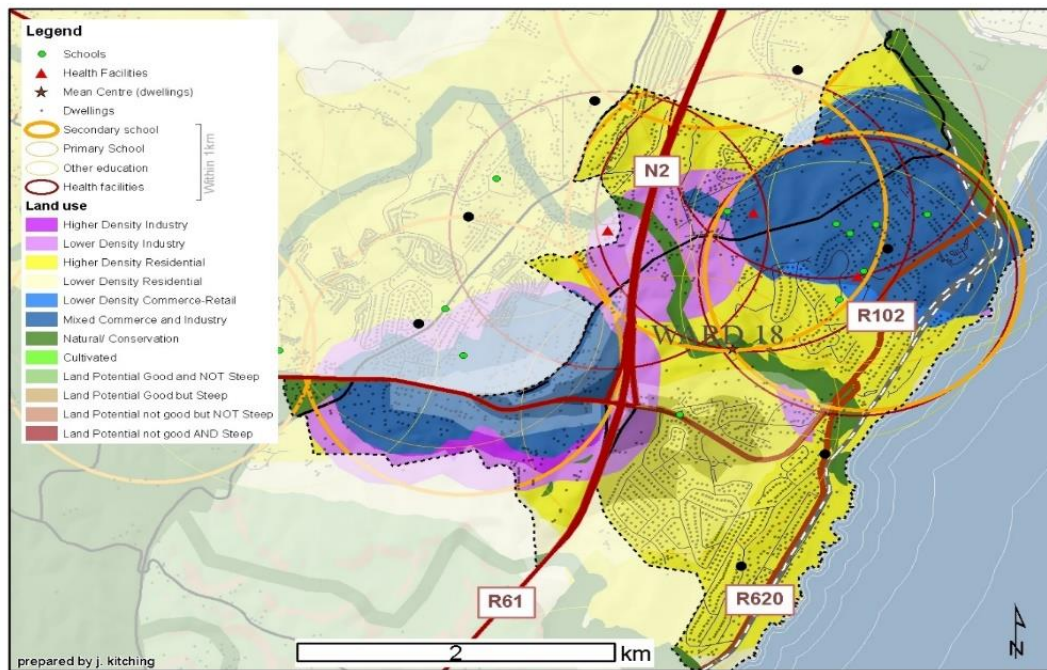 Legend
Schools
Health Facilities
Mean Centre (dwellings)
Dwellings
Secondary school
Primary School
Other education
Health facilities
Within 1km
Land use
Higher Density Industry
Lower Density Industry
Higher Density Residential
Lower Density Residential
Lower Density Commerce-Retail
Mixed Commerce and Industry
Natural/ Conservation
Cultivated
Land Potential Good and NOT Steep
Land Potential Good but Steep
Land Potential not good but NOT Steep
Land Potential not good AND Steep
N2
WARD 18
R102
R61
R620
2 km
N
prepared by j. kitching